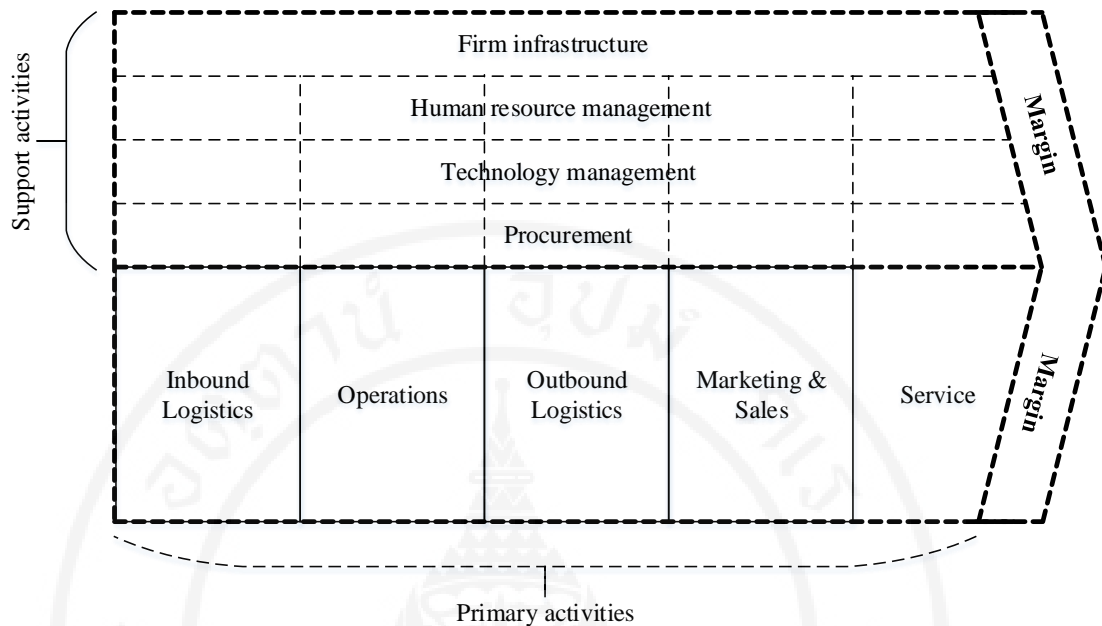 Support activities
Firm infrastructure
Human resource management
Technology management
Procurement
Margin
Inbound
Logistics
Operations
Outbound
Logistics
Marketing &
Sales
Service
Margin
Primary activities